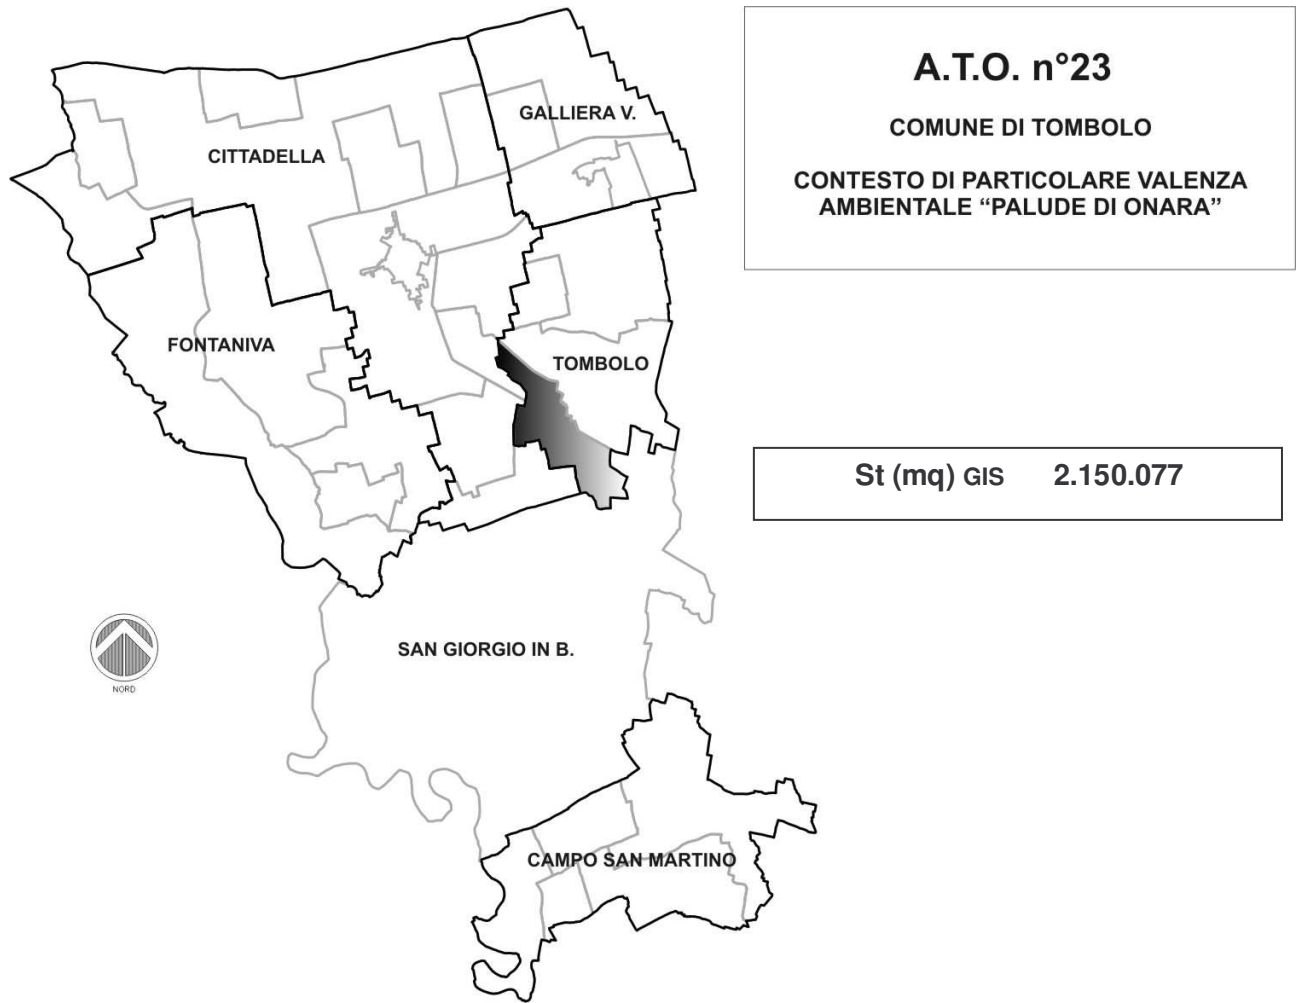 A.T.O. n°23
COMUNE DI TOMBOLO
CONTESTO DI PARTICOLARE VALENZA
AMBIENTALE “PALUDE DI ONARA”
GALLIERA V.
CITTADELLA
FONTANIVA
TOMBOLO
St (mq) GIS 2.150.077
SAN GIORGIO IN B.
NORD
CAMPO SAN MARTINO